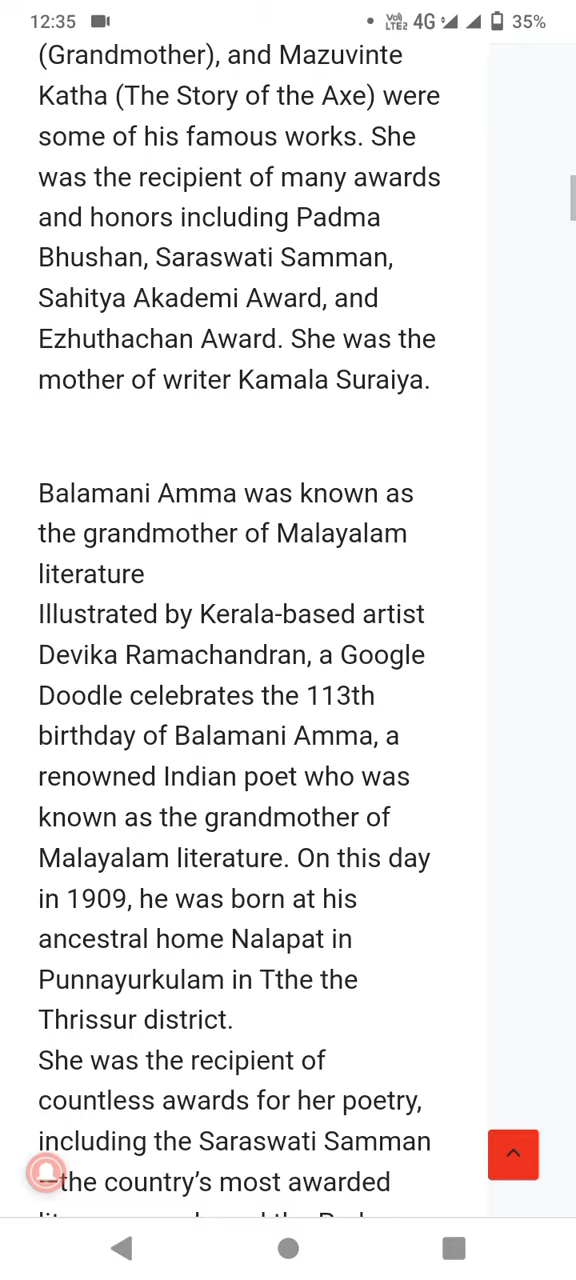 12:35
VoI) LTE2 4G 35%
(Grandmother), and Mazuvinte
Katha (The Story of the Axe) were
some of his famous works. She
was the recipient of many awards
and honors including Padma
Bhushan, Saraswati Samman,
Sahitya Akademi Award, and
Ezhuthachan Award. She was the
mother of writer Kamala Suraiya.
Balamani Amma was known as
the grandmother of Malayalam
literature
Illustrated by Kerala-based artist
Devika Ramachandran, a Google
Doodle celebrates the 113th
birthday of Balamani Amma, a
renowned Indian poet who was
known as the grandmother of
Malayalam literature. On this day
in 1909, he was born at his
ancestral home Nalapat in
Punnayurkulam in Tthe the
Thrissur district.
She was the recipient of
countless awards for her poetry,
including the Saraswati Samman
—the country’s most awarded